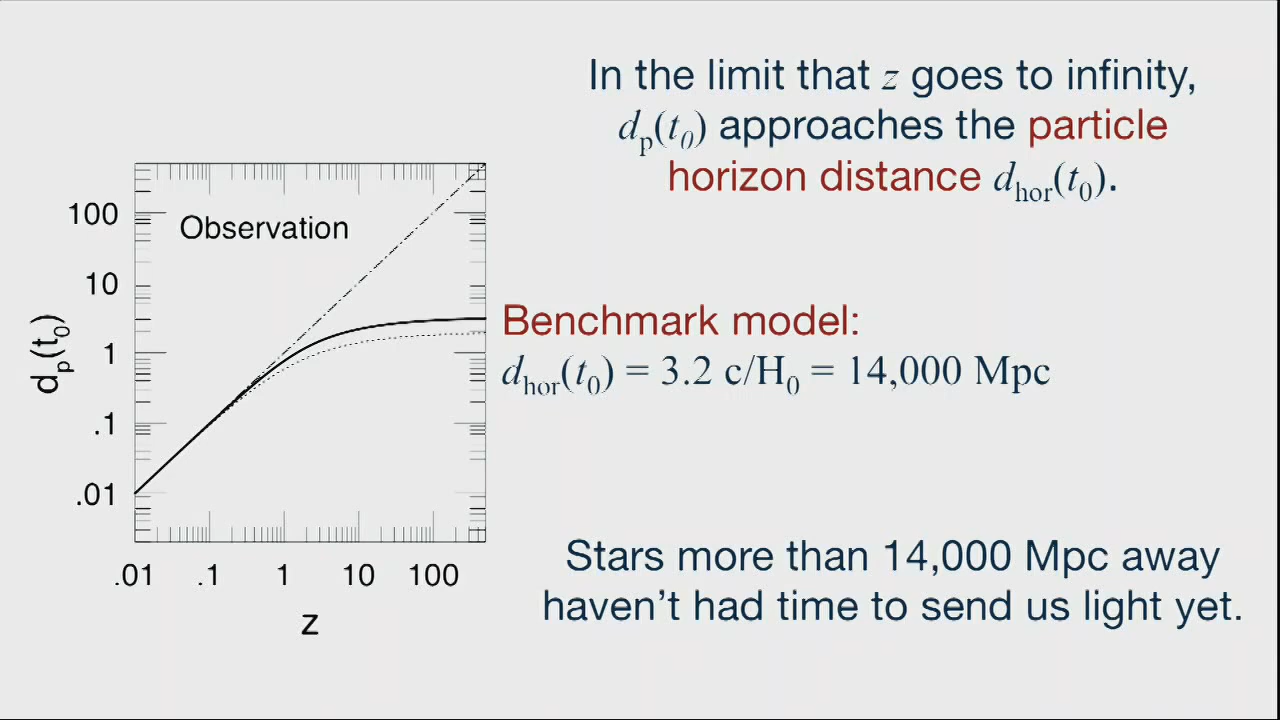 In the limit that z goes to infinity,
dp(t0) approaches the particle
horizon distance dhor(t0).
Observation
100
10
1
.1
.01
dp(t0)
.01 .1 1 10 100
z
Benchmark model:
dhor(t0) = 3.2 c/H0 = 14,000 Mpc
Stars more than 14,000 Mpc away
haven't had time to send us light yet.